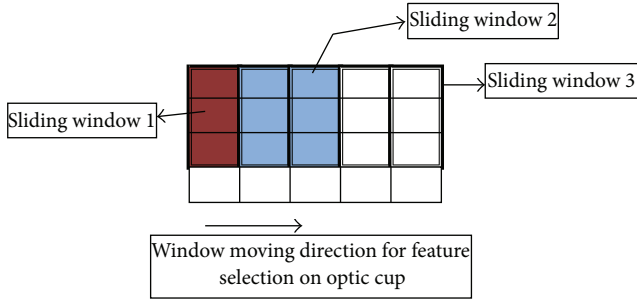 Sliding window 2
Sliding window 3
Sliding window 1
Window moving direction for feature
selection on optic cup